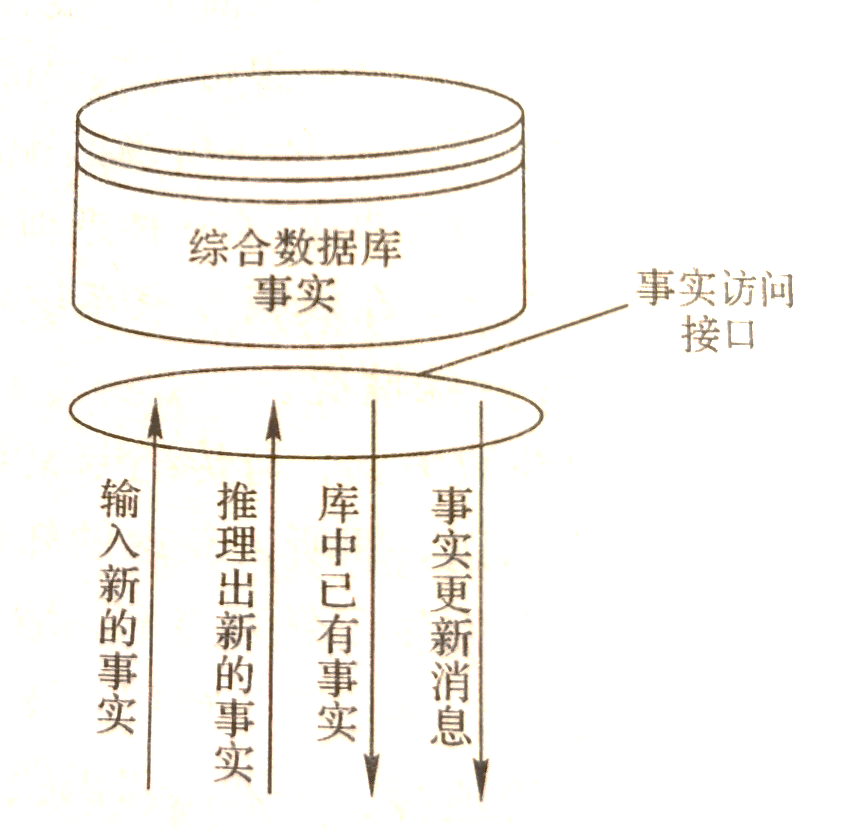 综合数据库
事实
事实访问
接口
输入新的事实
推理出新的事实
库中已有事实
事实更新消息